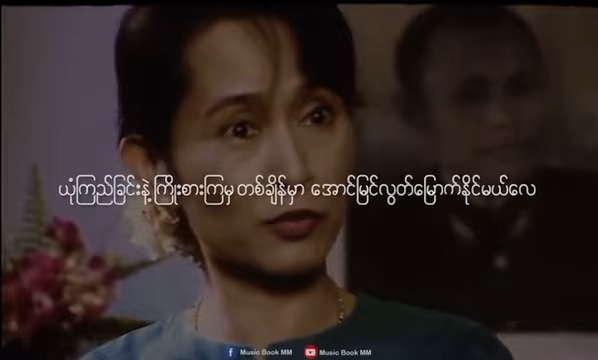 ယုံကြည်ခြင်းနဲ့ ကြိုးစားကြမှ တစ်ချိန်မှာ အောင်မြင်လွတ်မြောက်နိုင်မယ်လေ
Music Book MM Music Book MM